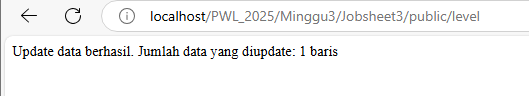 localhost/PWL_2025/Minggu3/Jobsheet3/public/level
Update data berhasil. Jumlah data yang diupdate: 1 baris